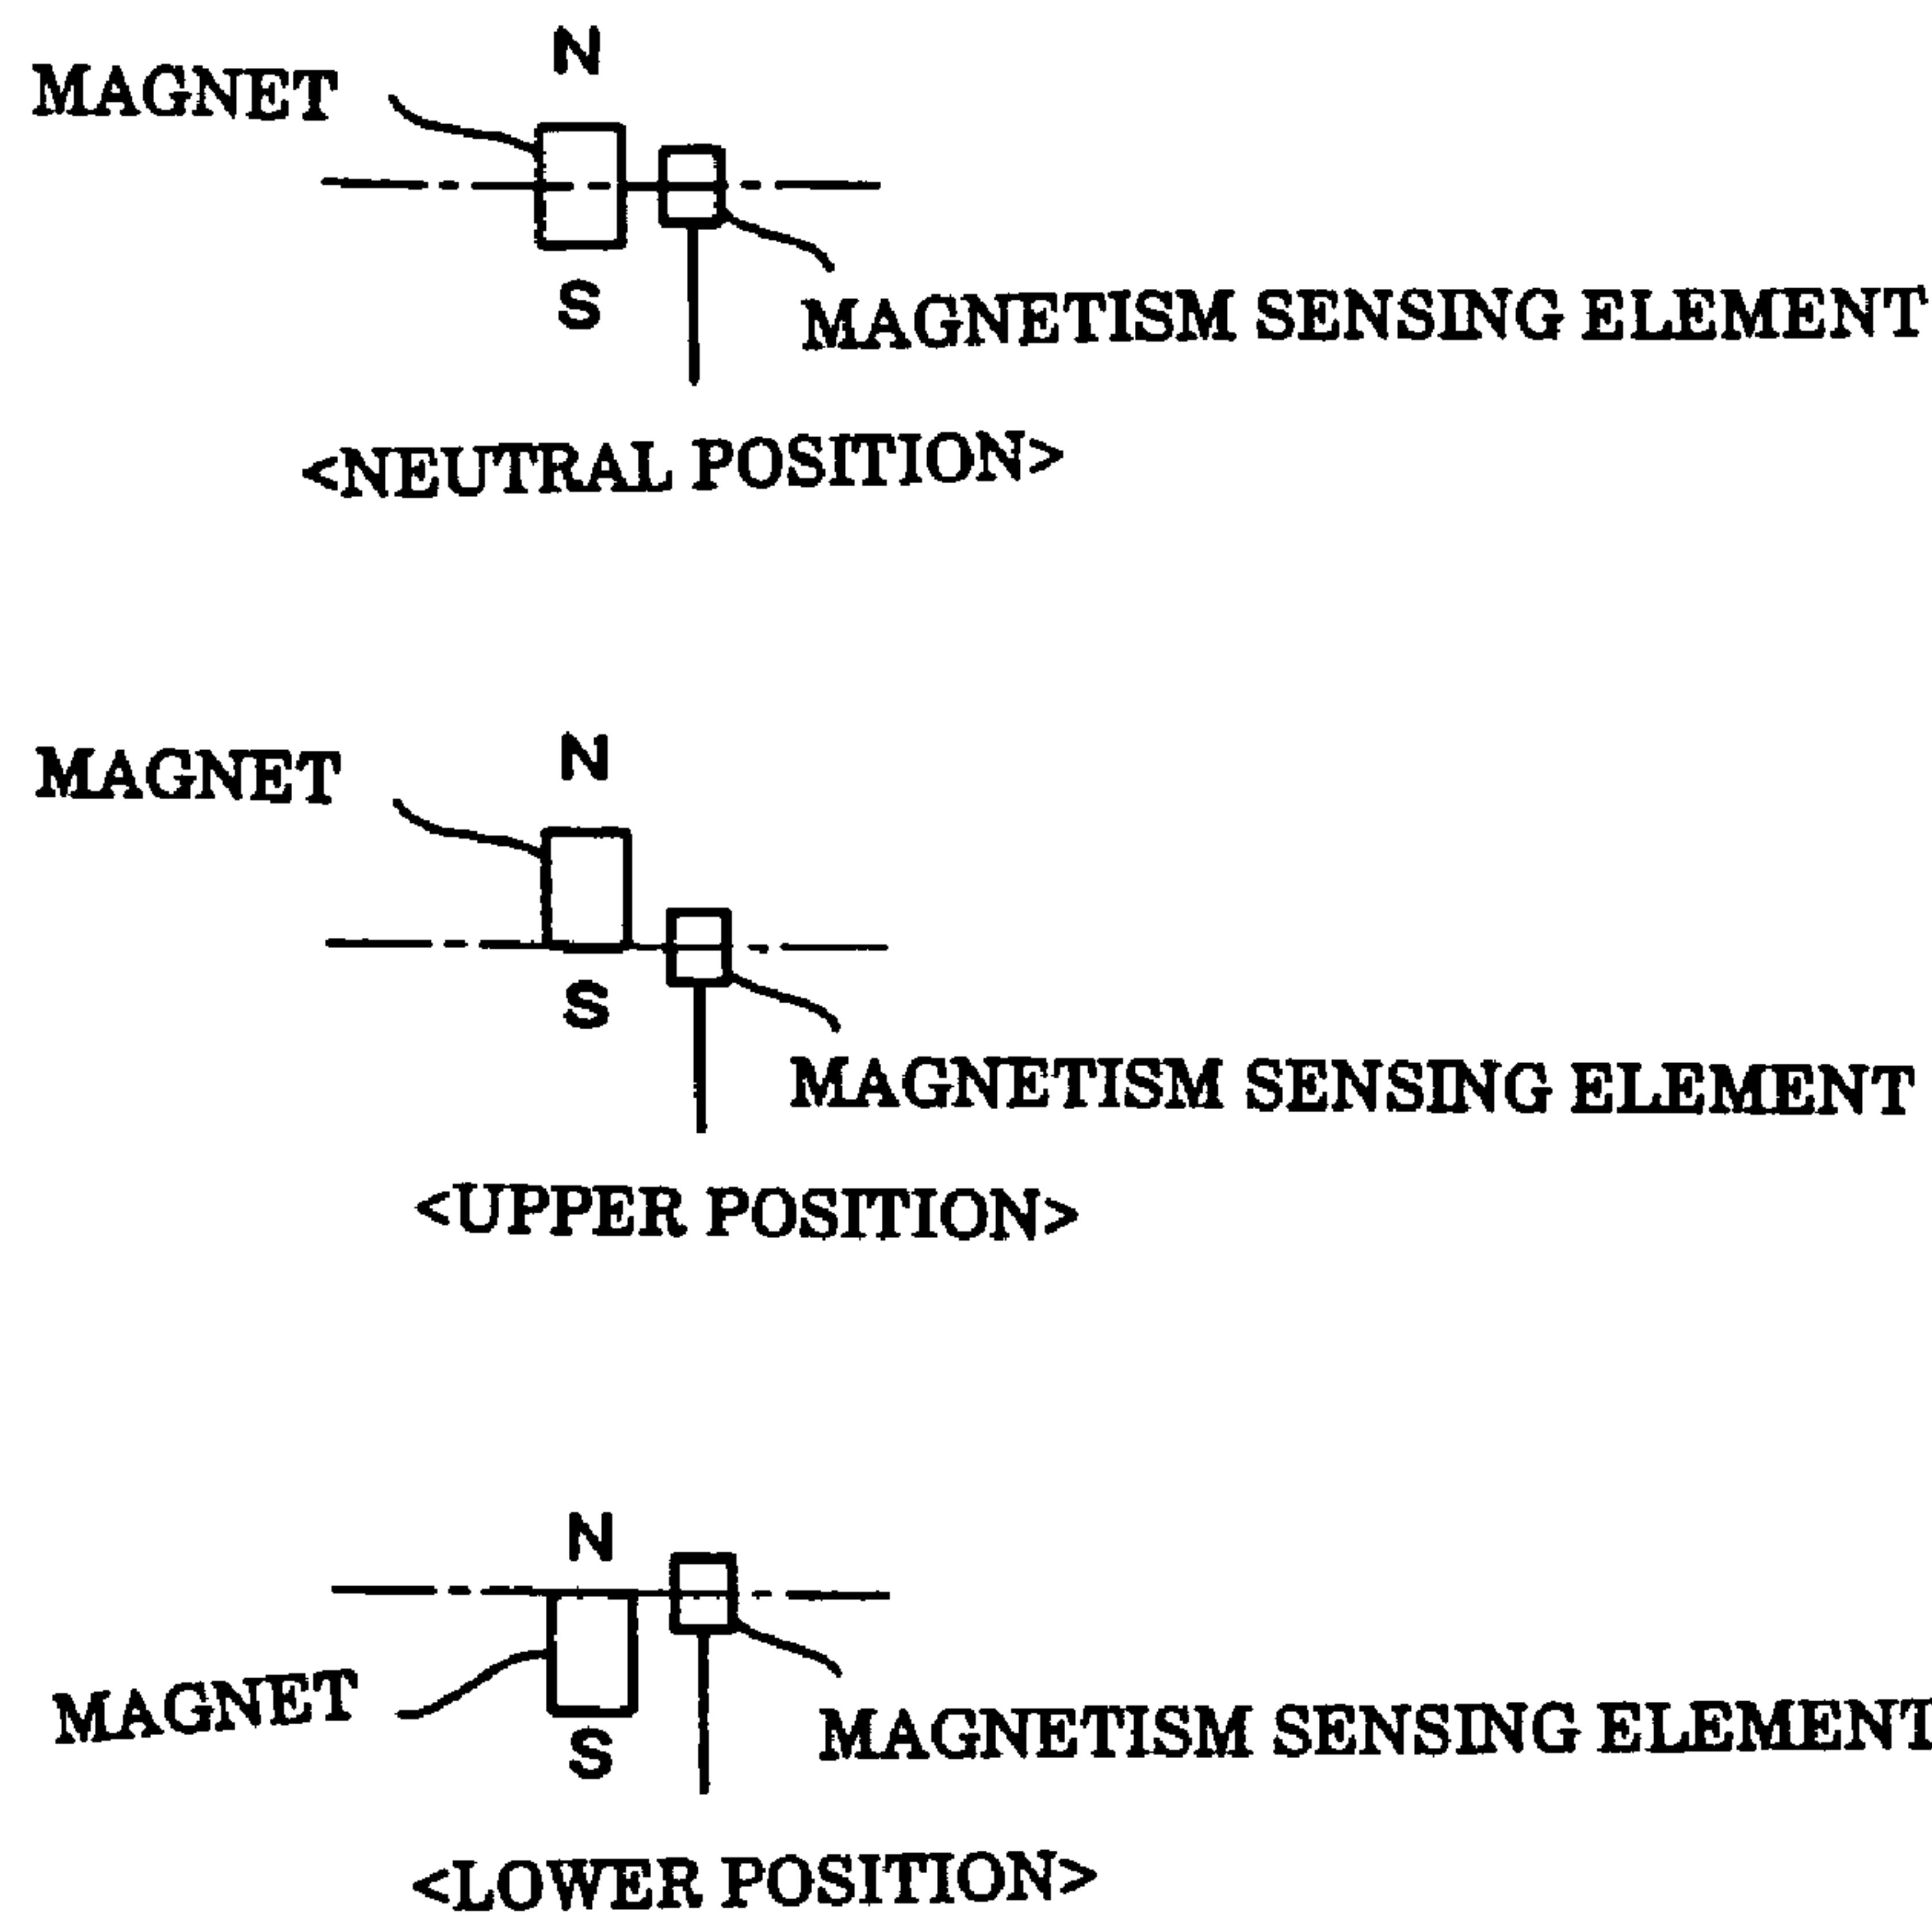 N
MAGNET
S
MAGNETISM SENSING ELEMENT
<NEUTRAL POSITION>
N
MAGNET
S
MAGNETISM SENSING ELEMENT
<UPPER POSITION>
N
MAGNET
MAGNETISM SENSING ELEMENT
S
<LOWER POSITION>